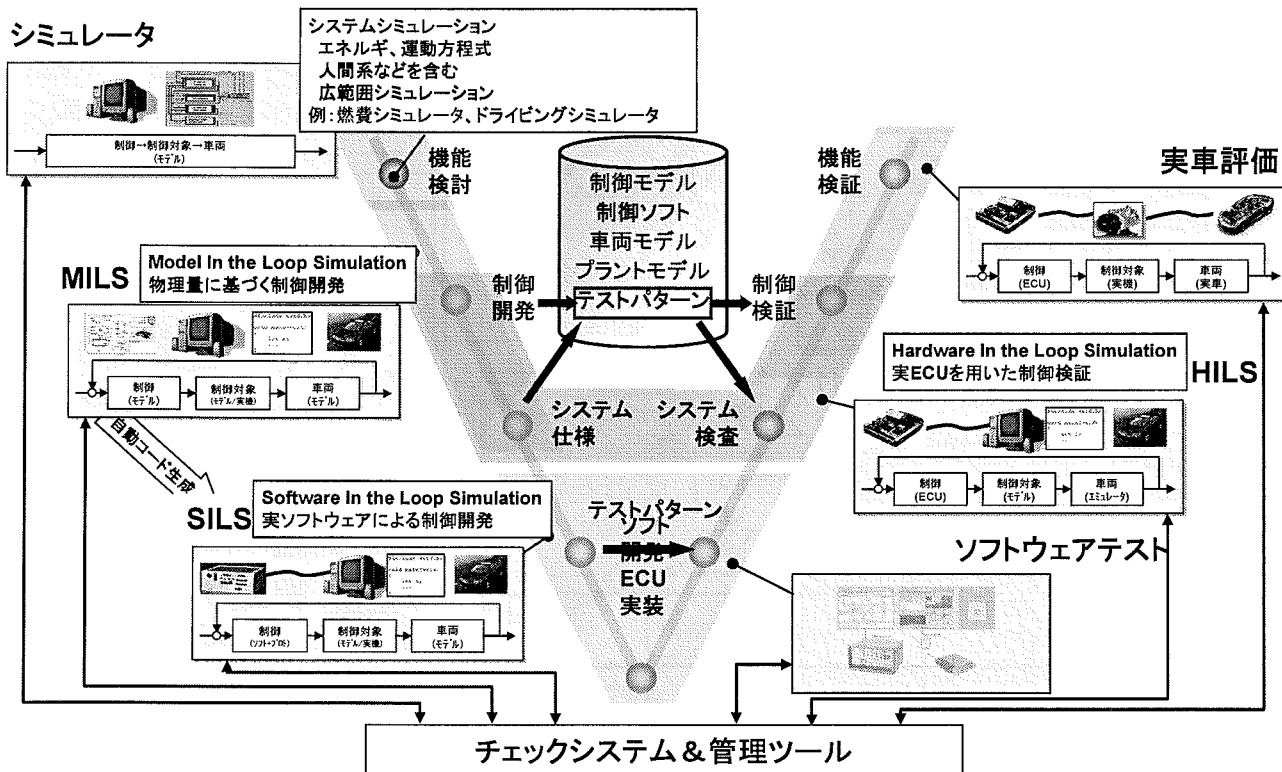 シミュレータ
制御→制御対象→車両
(モデル)
システムシミュレーション
エネルギ、運動方程式
人間系などを含む
広範囲シミュレーション
例:燃費シミュレータ、ドライビングシミュレータ
機能
検討
制御モデル
制御ソフト
車両モデル
プラントモデル
テストパターン
機能
検証
実車評価
制御
(ECU)
制御対象
(実機)
車両
(実車)
MILS
Model In the Loop Simulation
物理量に基づく制御開発
制御
(モデル)
制御対象
(モデル/実機)
車両
(モデル)
制御
開発
制御
検証
Hardware In the Loop Simulation
実ECUを用いた制御検証
HILS
制御
(ECU)
制御対象
(モデル)
車両
(エミュレータ)
システム
仕様
システム
検査
自動コード生成
SILS
Software In the Loop Simulation
実ソフトウェアによる制御開発
制御
制御対象
(モデル/実機)
車両
(モデル)
テストパターン
ソフト
開発
ECU
実装
ソフトウェアテスト
チェックシステム&管理ツール